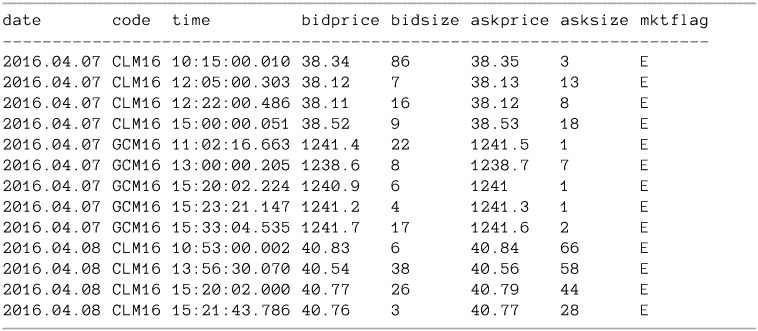 date code time bidprice bidsize askprice asksize mktflag
--------------------------------------------------------------------
2016.04.07 CLM16 10:15:00.010 38.34 86 38.35 3 E
2016.04.07 CLM16 12:05:00.303 38.12 7 38.13 13 E
2016.04.07 CLM16 12:22:00.486 38.11 16 38.12 8 E
2016.04.07 CLM16 15:00:00.051 38.52 9 38.53 18 E
2016.04.07 GCM16 11:02:16.663 1241.4 22 1241.5 1 E
2016.04.07 GCM16 13:00:00.205 1238.6 8 1238.7 7 E
2016.04.07 GCM16 15:20:02.224 1240.9 6 1241 1 E
2016.04.07 GCM16 15:23:21.147 1241.2 4 1241.3 1 E
2016.04.07 GCM16 15:33:04.535 1241.7 17 1241.6 2 E
2016.04.08 CLM16 10:53:00.002 40.83 6 40.84 66 E
2016.04.08 CLM16 13:56:30.070 40.54 38 40.56 58 E
2016.04.08 CLM16 15:20:02.000 40.77 26 40.79 44 E
2016.04.08 CLM16 15:21:43.786 40.76 3 40.77 28 E